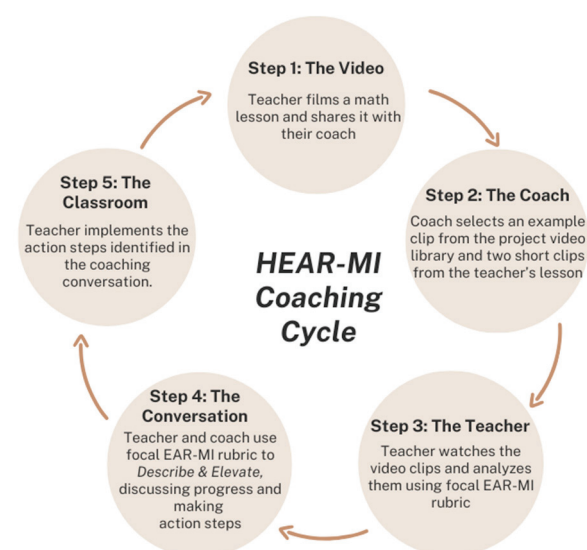 Step 1: The Video
Teacher films a math
lesson and shares it with
their coach
Step 2: The Coach
Coach selects an example
clip from the project video
library and two short clips
from the teacher's lesson
Step 3: The Teacher
Teacher watches the
video clips and analyzes
them using focal EAR-MI
rubric
Step 4: The
Conversation
Teacher and coach use
focal EAR-MI rubric to
Describe & Elevate,
discussing progress and
making
action steps
Step 5: The
Classroom
Teacher implements the
action steps identified in
the coaching
conversation.
HEAR-MI
Coaching
Cycle